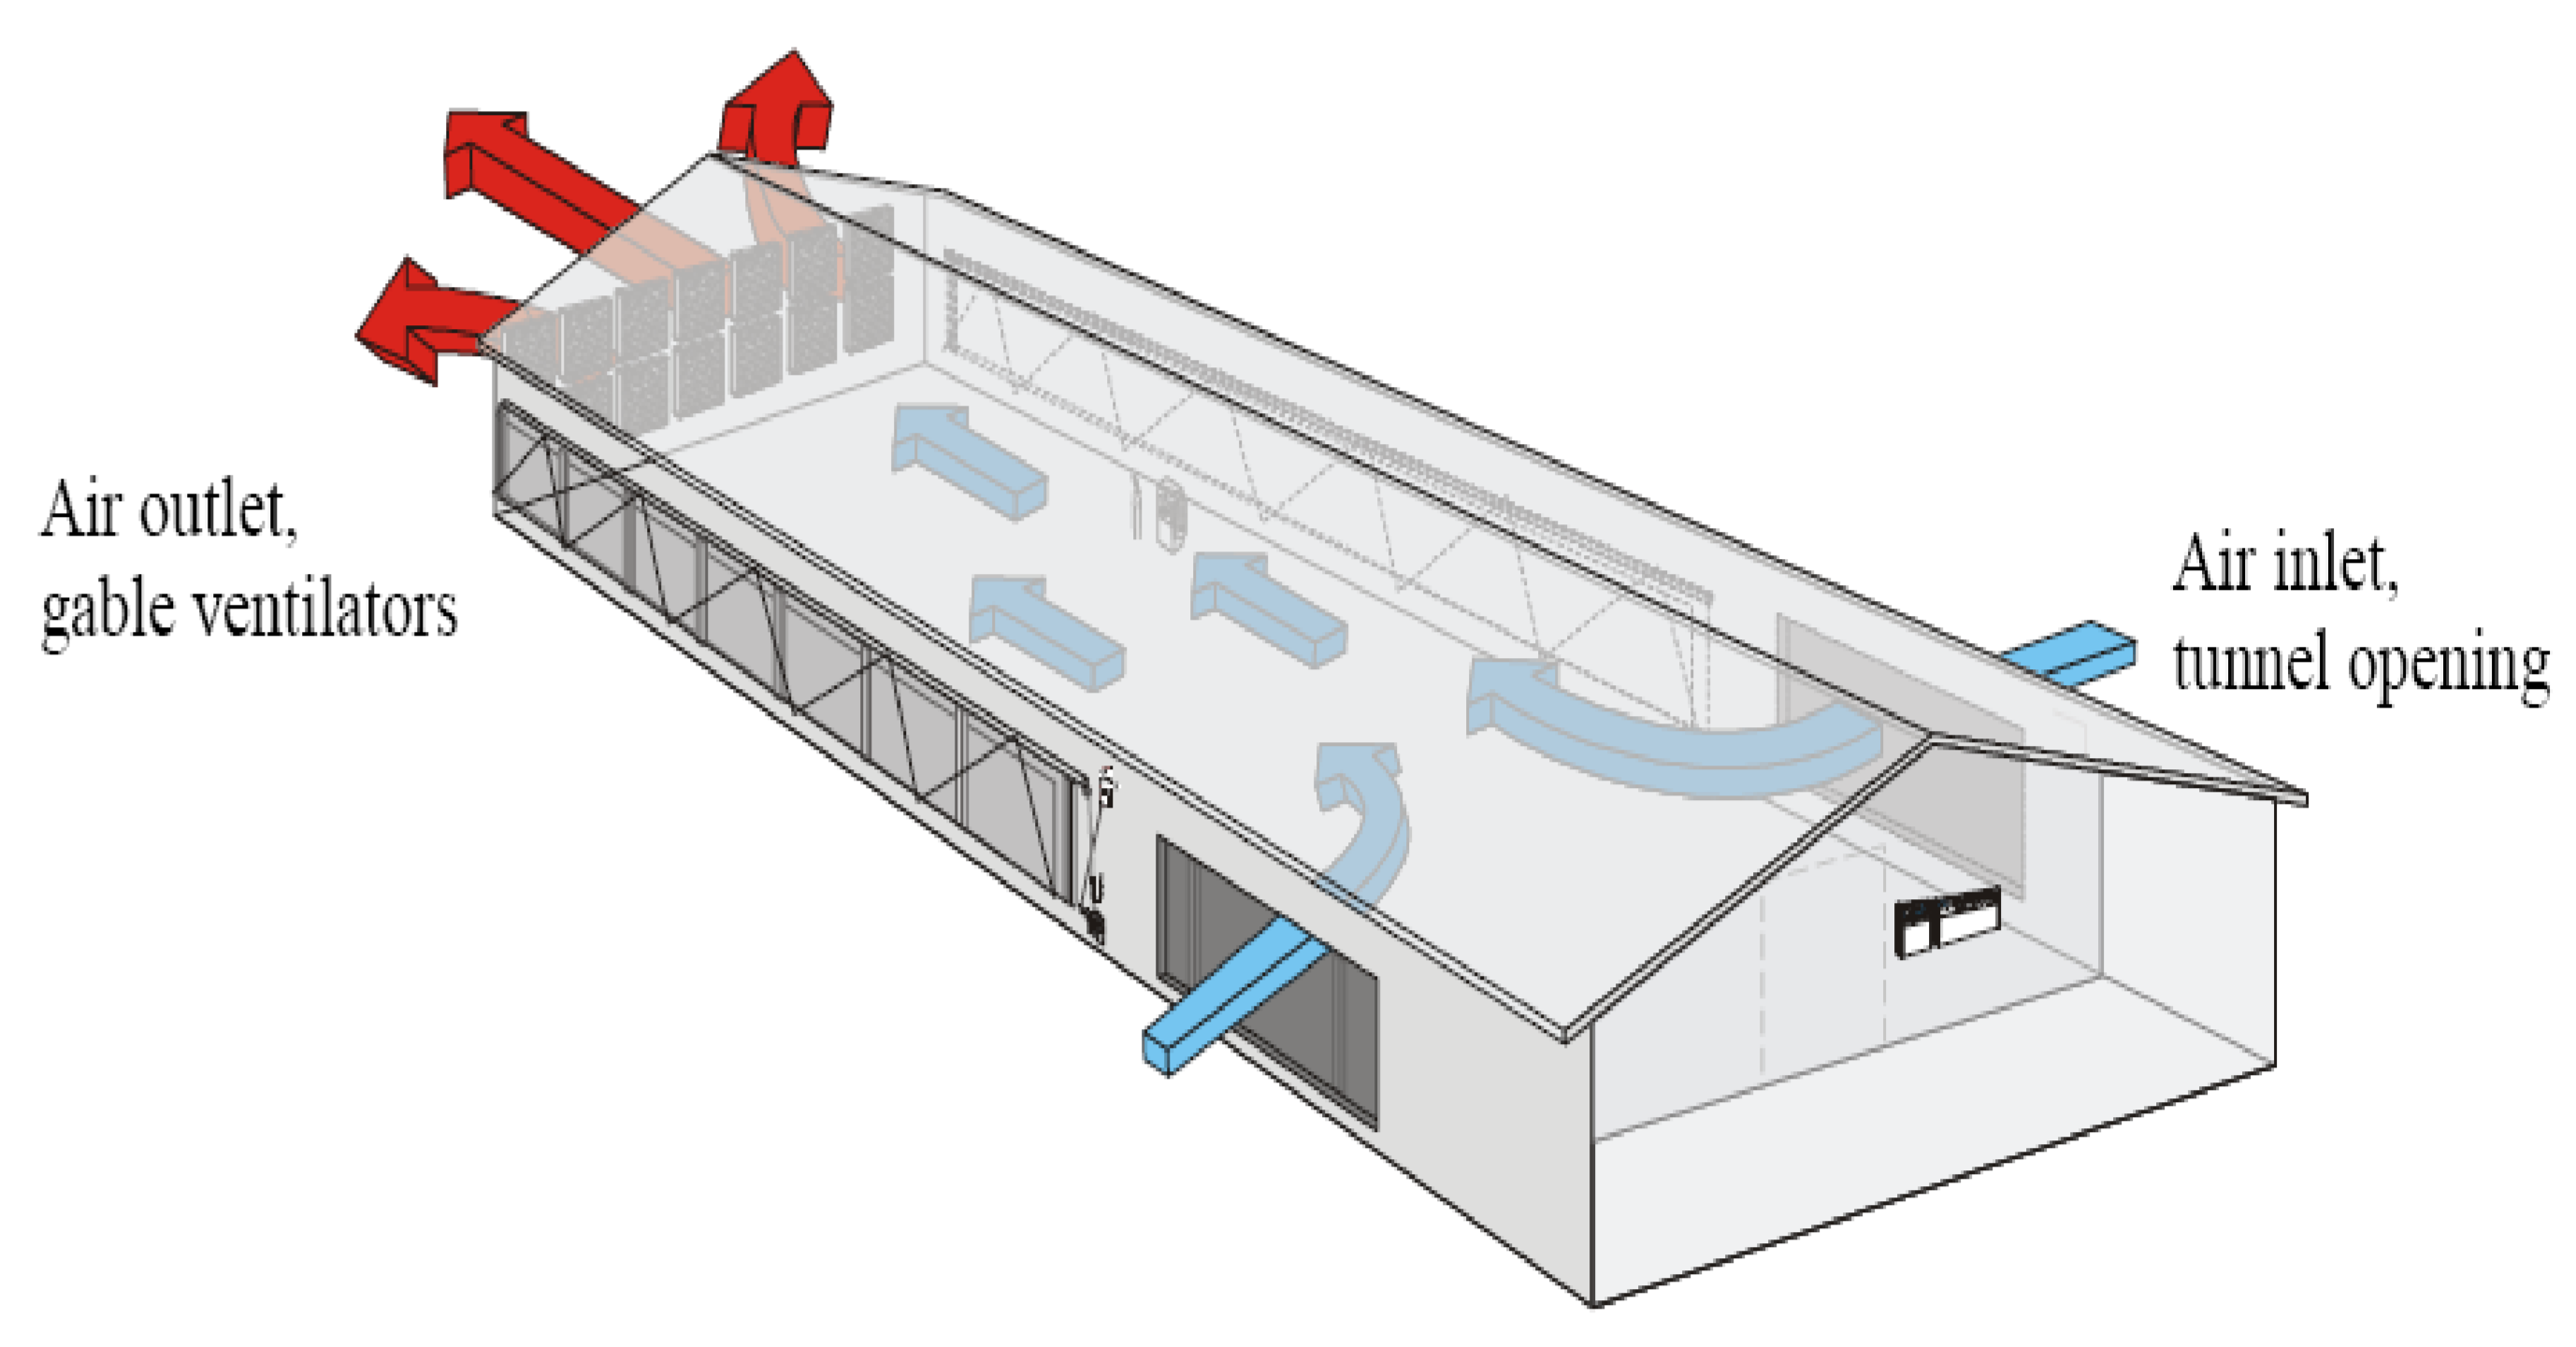 Air outlet,
gable ventilators
Air inlet,
tunnel opening